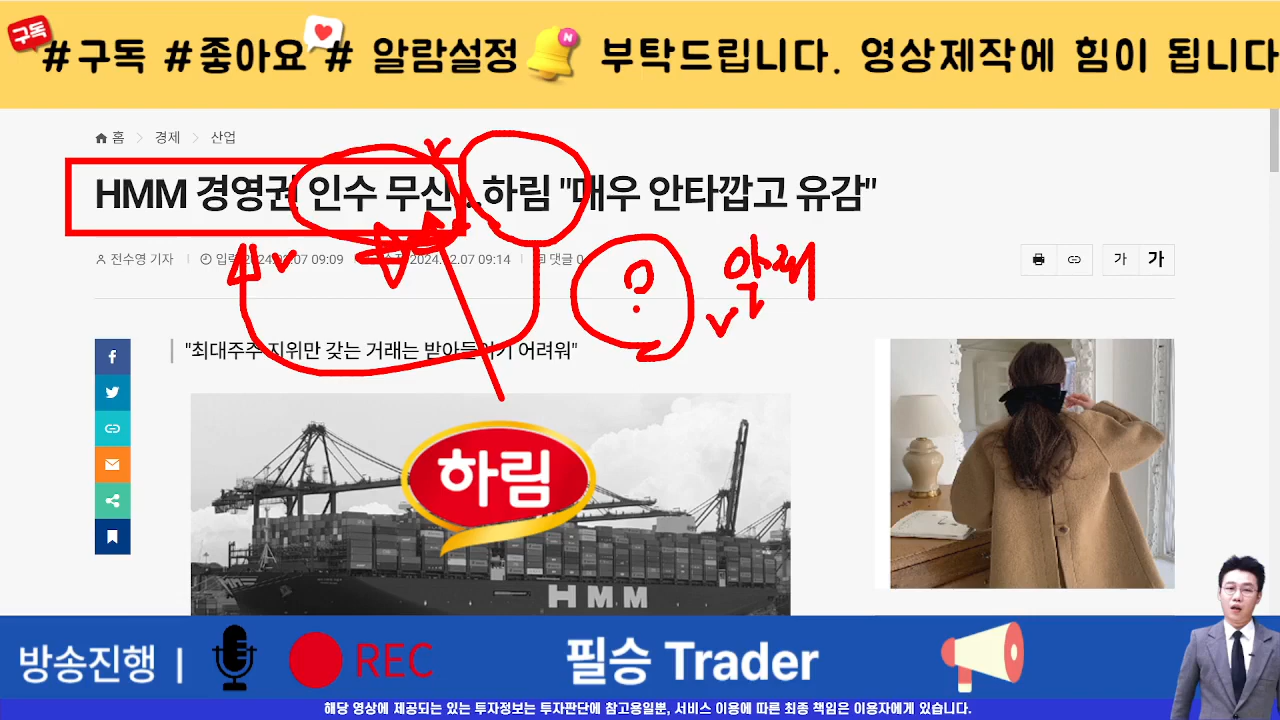 구독
#구독 #좋아요 # 알람설정 N 부탁드립니다. 영상제작에 힘이 됩니다
홈 > 경제 > 산업
HMM 경영권 인수 무산…하림 "매우 안타깝고 유감"
진수영 기자 | 입력 2024.02.07 09:09 2024.02.07 09:14 | 댓글 0
가 가
?
"최대주주 지위만 갖는 거래는 받아들이기 어려워"
하림
HMM
방송진행 | REC 필승 Trader
해당 영상에 제공되는 있는 투자정보는 투자판단에 참고용일뿐, 서비스 이용에 따른 최종 책임은 이용자에게 있습니다.